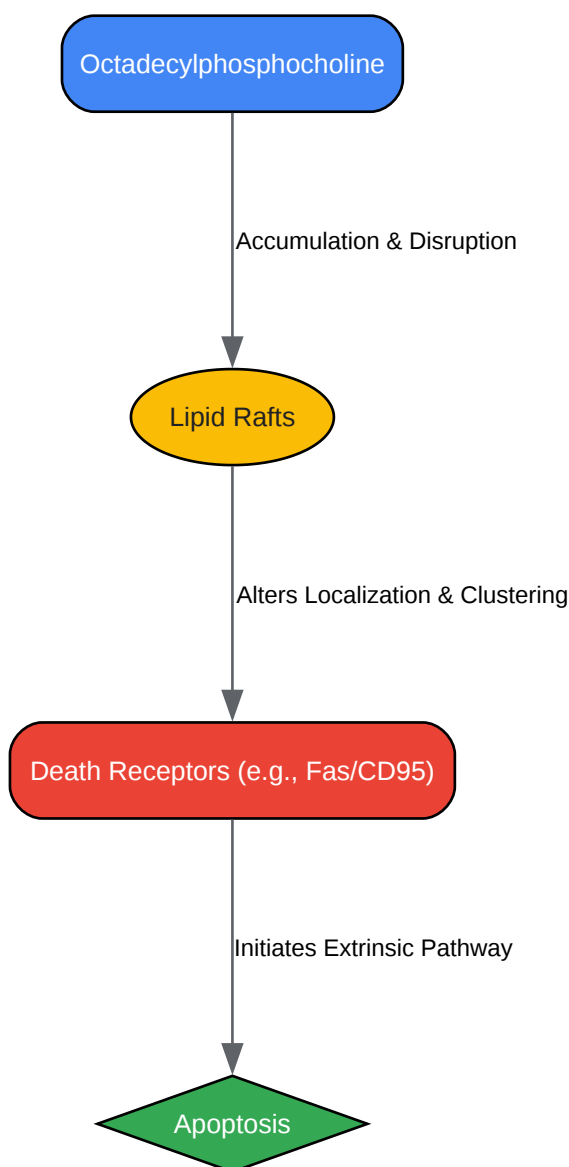 Octadecylphosphocholine
Accumulation & Disruption
Lipid Rafts
Alters Localization & Clustering
Death Receptors (e.g., Fas/CD95)
Initiates Extrinsic Pathway
Apoptosis